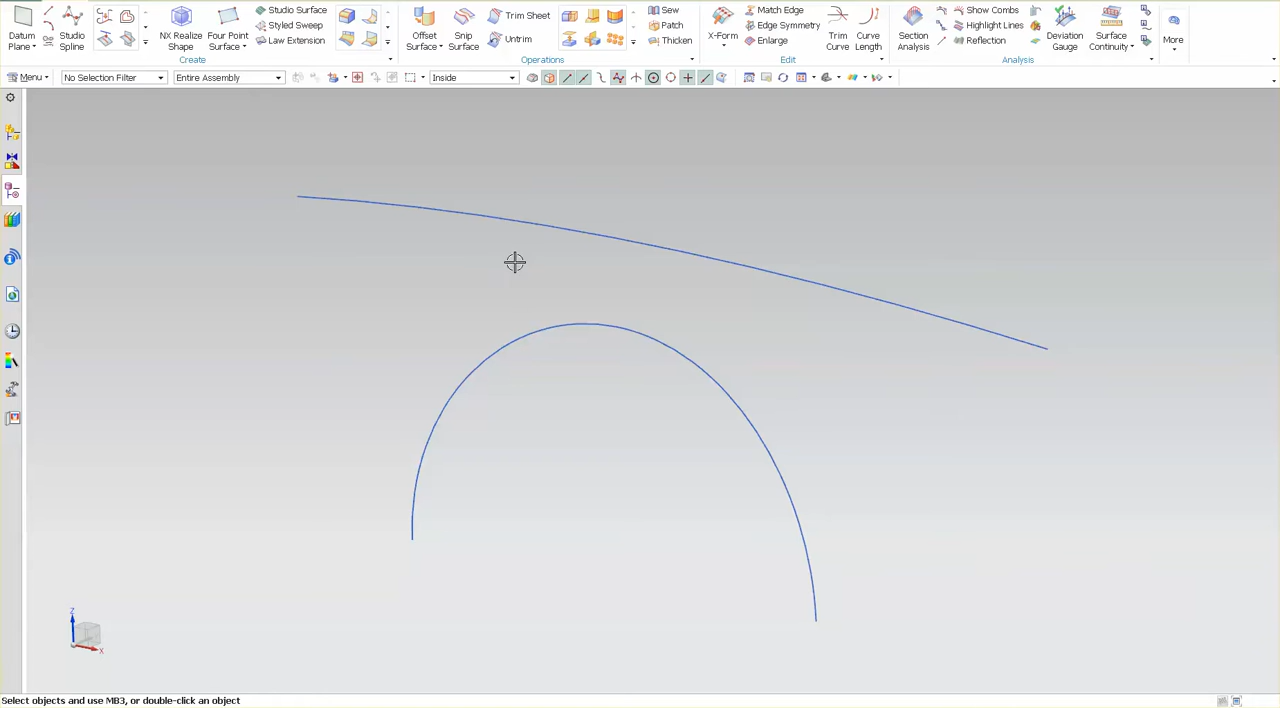 Datum Plane
Studio Spline
NX Realize Shape
Four Point Surface
Studio Surface
Styled Sweep
Law Extension
Create
Offset Surface
Snip Surface
Trim Sheet
Untrim
Sew
Patch
Thicken
Operations
X-Form
Match Edge
Edge Symmetry
Enlarge
Trim Curve
Curve Length
Edit
Section Analysis
Show Combs
Highlight Lines
Reflection
Deviation Gauge
Surface Continuity
Analysis
More
Menu
No Selection Filter
Entire Assembly
Inside
Z
X
Select objects and use MB3, or double-click an object